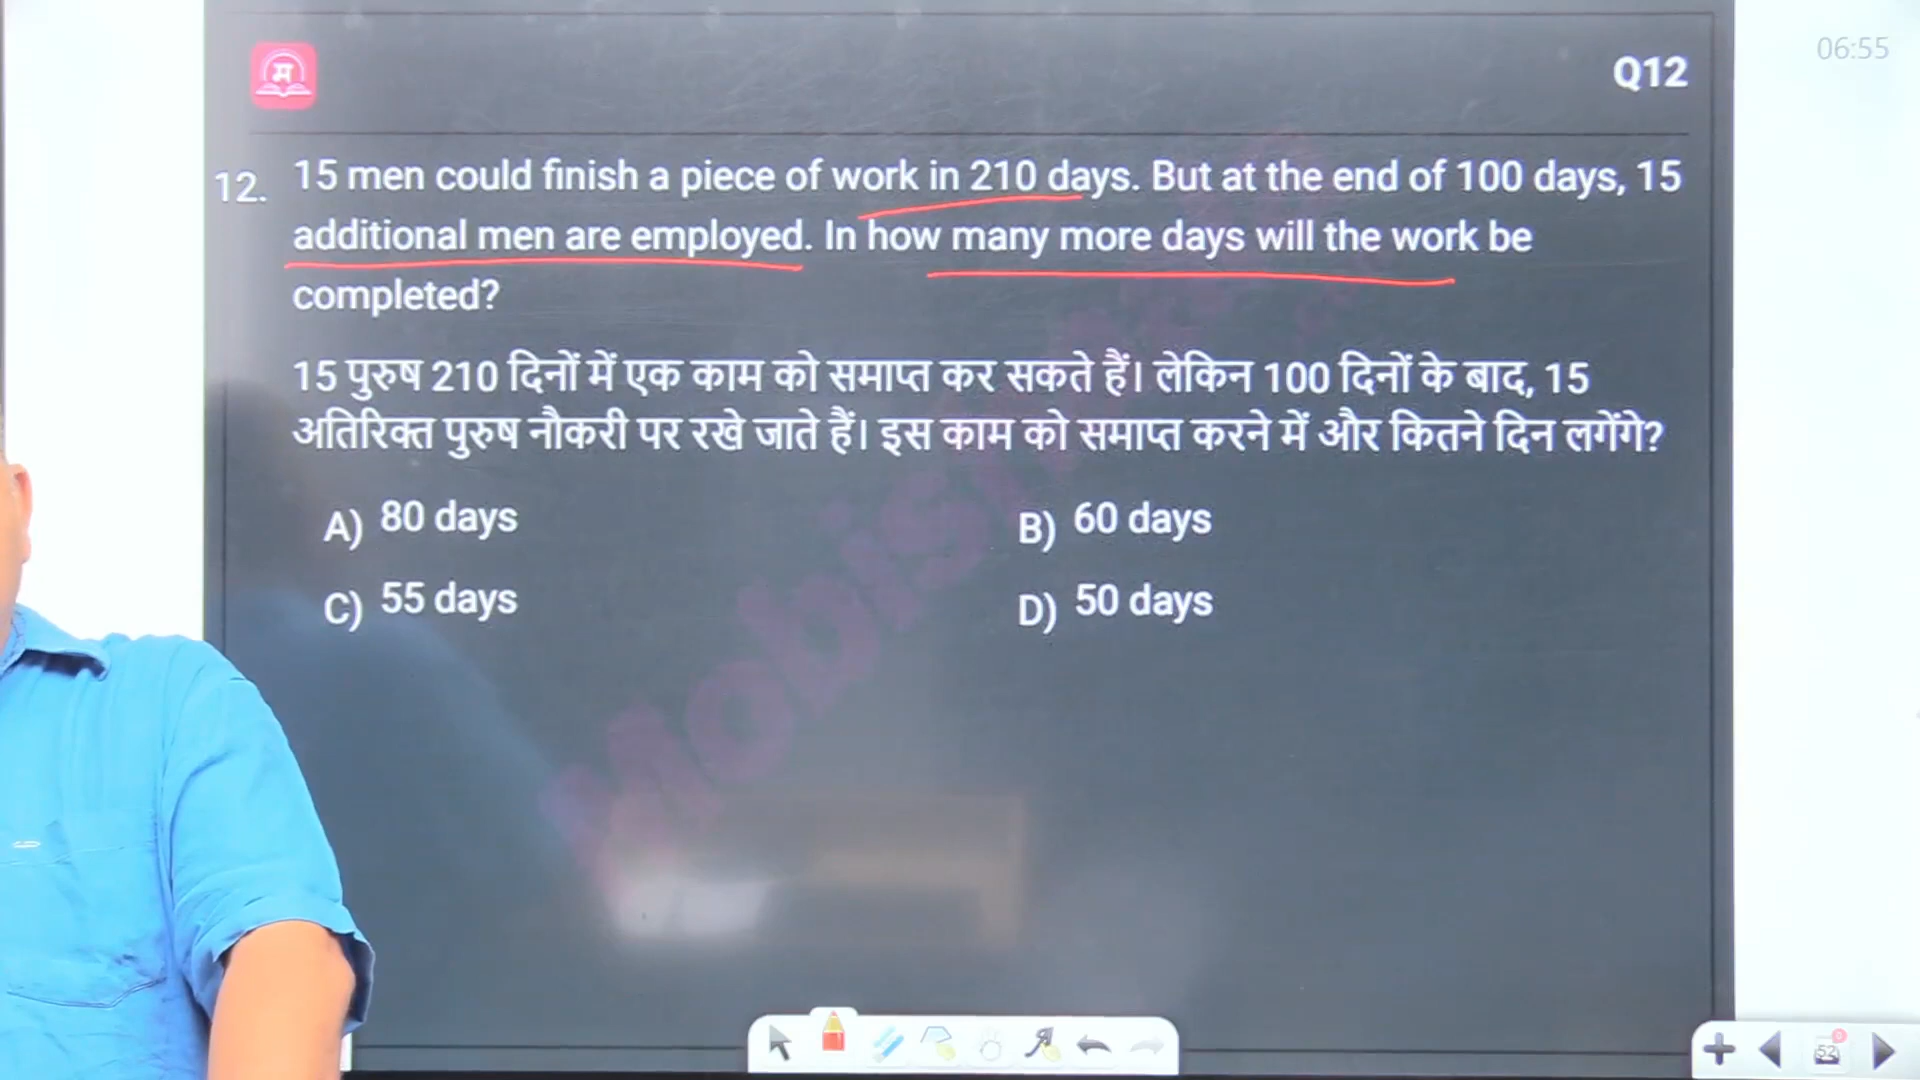 06:55
म
Q12
12. 15 men could finish a piece of work in 210 days. But at the end of 100 days, 15
additional men are employed. In how many more days will the work be
completed?
15 पुरुष 210 दिनों में एक काम को समाप्त कर सकते हैं। लेकिन 100 दिनों के बाद, 15
अतिरिक्त पुरुष नौकरी पर रखे जाते हैं। इस काम को समाप्त करने में और कितने दिन लगेंगे?
A) 80 days
B) 60 days
C) 55 days
D) 50 days
52